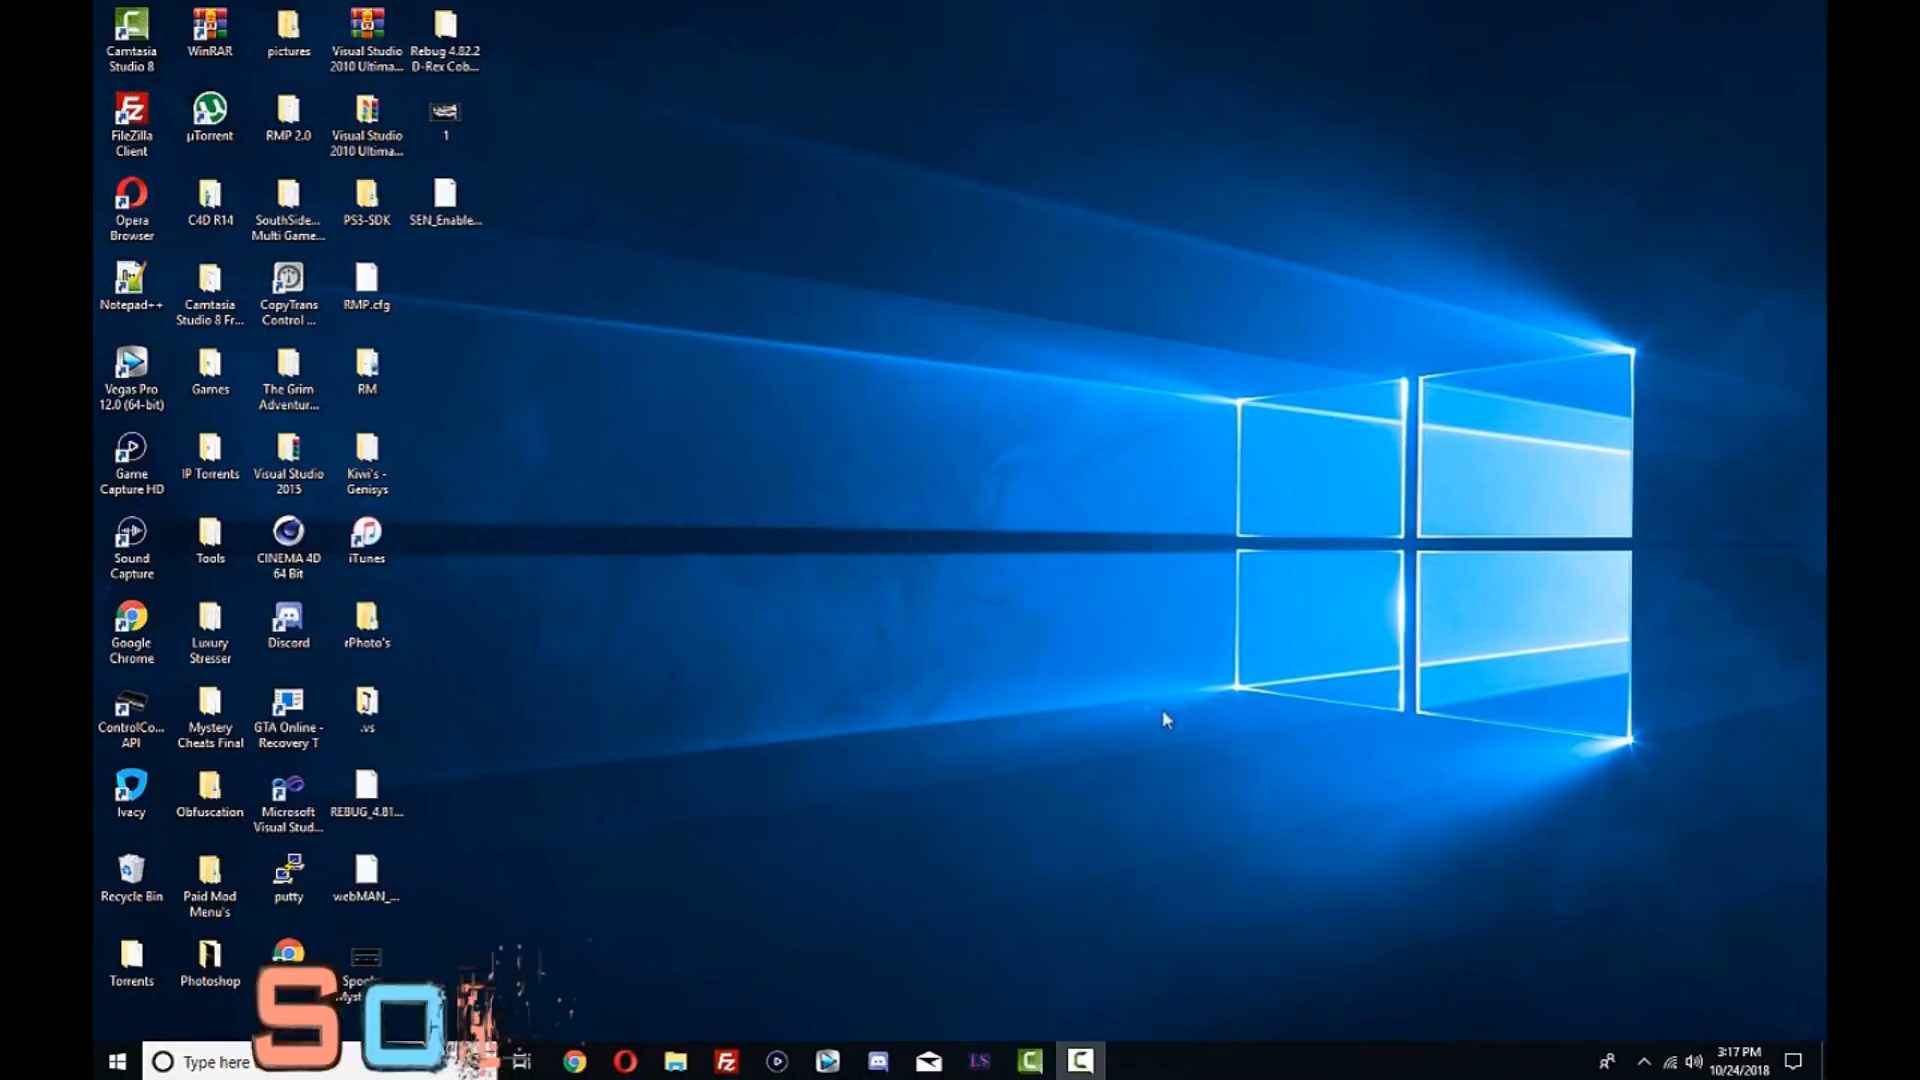 Camtasia
Studio 8
WinRAR
pictures
Visual Studio
2010 Ultima...
Rebug 4.82.2
D-Rex Cob...
FileZilla
Client
µTorrent
RMP 2.0
Visual Studio
2010 Ultima...
1
Opera
Browser
C4D R14
SouthSide...
Multi Game...
PS3-SDK
SEN_Enable...
Notepad++
Camtasia
Studio 8 Fr...
CopyTrans
Control ...
RMP.cfg
Vegas Pro
12.0 (64-bit)
Games
The Grim
Adventur...
RM
Game
Capture HD
IP Torrents
Visual Studio
2015
Kiwi's -
Genisys
Sound
Capture
Tools
CINEMA 4D
64 Bit
iTunes
Google
Chrome
Luxury
Stresser
Discord
rPhoto's
ControlCo...
API
Mystery
Cheats Final
GTA Online -
Recovery T
.vs
Ivacy
Obfuscation
Microsoft
Visual Stud...
REBUG_4.81...
Recycle Bin
Paid Mod
Menu's
putty
webMAN_...
Torrents
Photoshop
So
Type here
LS
3:17 PM
10/24/2018